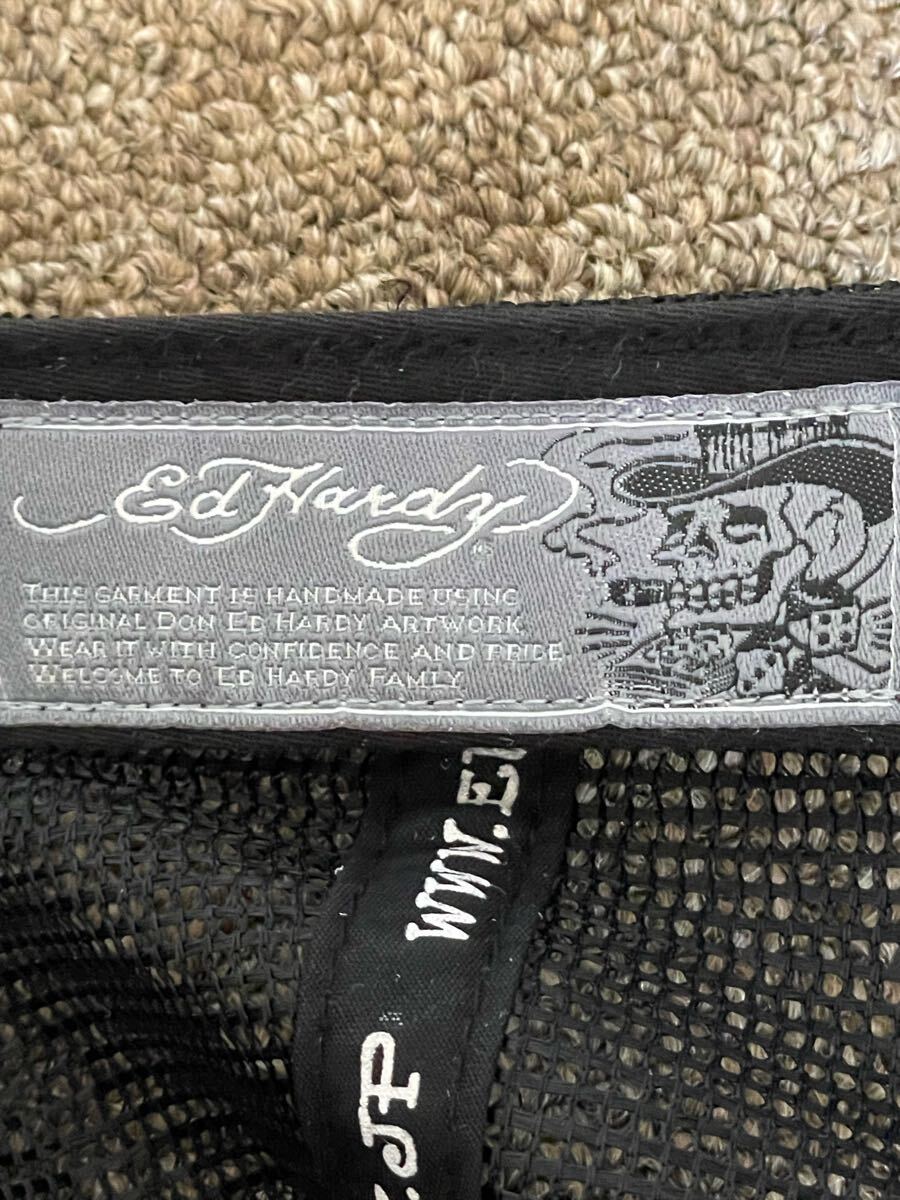 Ed Hardy
THIS GARMENT IS HANDMADE USING
ORIGINAL DON ED HARDY ARTWORK
WEAR IT WITH CONFIDENCE AND PRIDE
WELCOME TO ED HARDY FAMILY
WWW.E
.JP